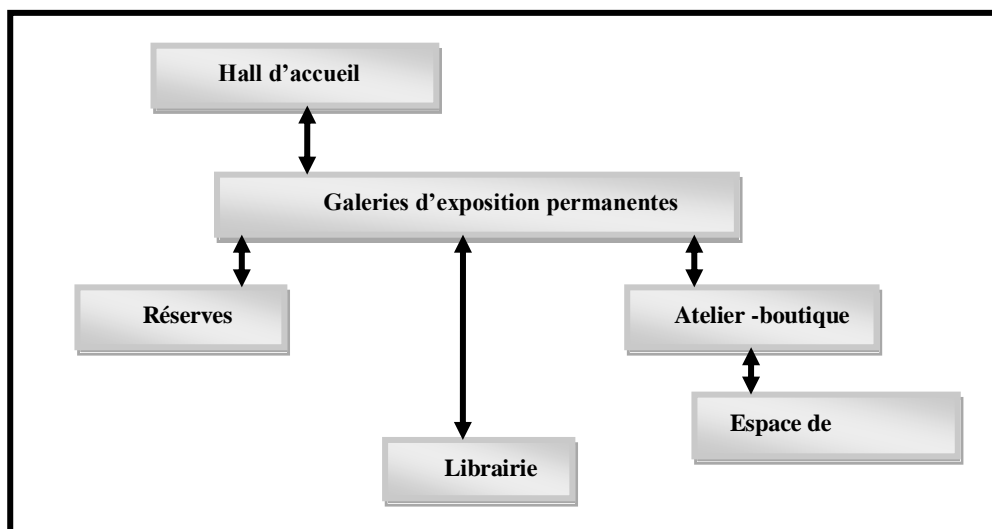 Hall d’accueil
Galeries d’exposition permanentes
Réserves
Atelier -boutique
Espace de
Librairie